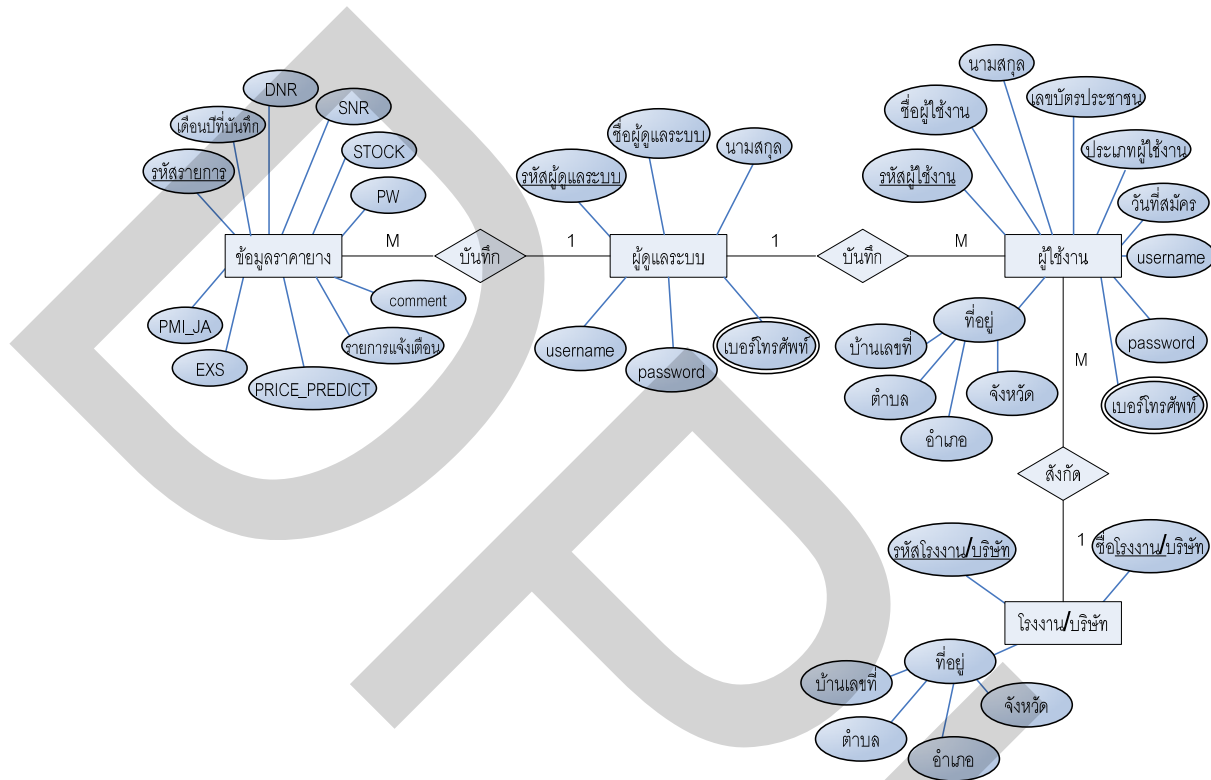 นามสกุล
DNR
SNR
เลขบัตรประชาชน
ชื่อผู้ใช้งาน
เดือนปีที่บันทึก
ชื่อผู้ดูแลระบบ
นามสกุล
STOCK
ประเภทผู้ใช้งาน
รหัสรายการ
รหัสผู้ดูแลระบบ
รหัสผู้ใช้งาน
PW
วันที่สมัคร
M
1
1
M
ข้อมูลราคายาง
บันทึก
ผู้ดูแลระบบ
บันทึก
ผู้ใช้งาน
username
comment
ที่อยู่
PMI_JA
username
รายการแจ้งเตือน
เบอร์โทรศัพท์
บ้านเลขที่
password
EXS
password
M
PRICE_PREDICT
ตำบล
จังหวัด
เบอร์โทรศัพท์
อำเภอ
สังกัด
1
รหัสโรงงาน/บริษัท
ชื่อโรงงาน/บริษัท
โรงงาน/บริษัท
ที่อยู่
บ้านเลขที่
จังหวัด
ตำบล
อำเภอ